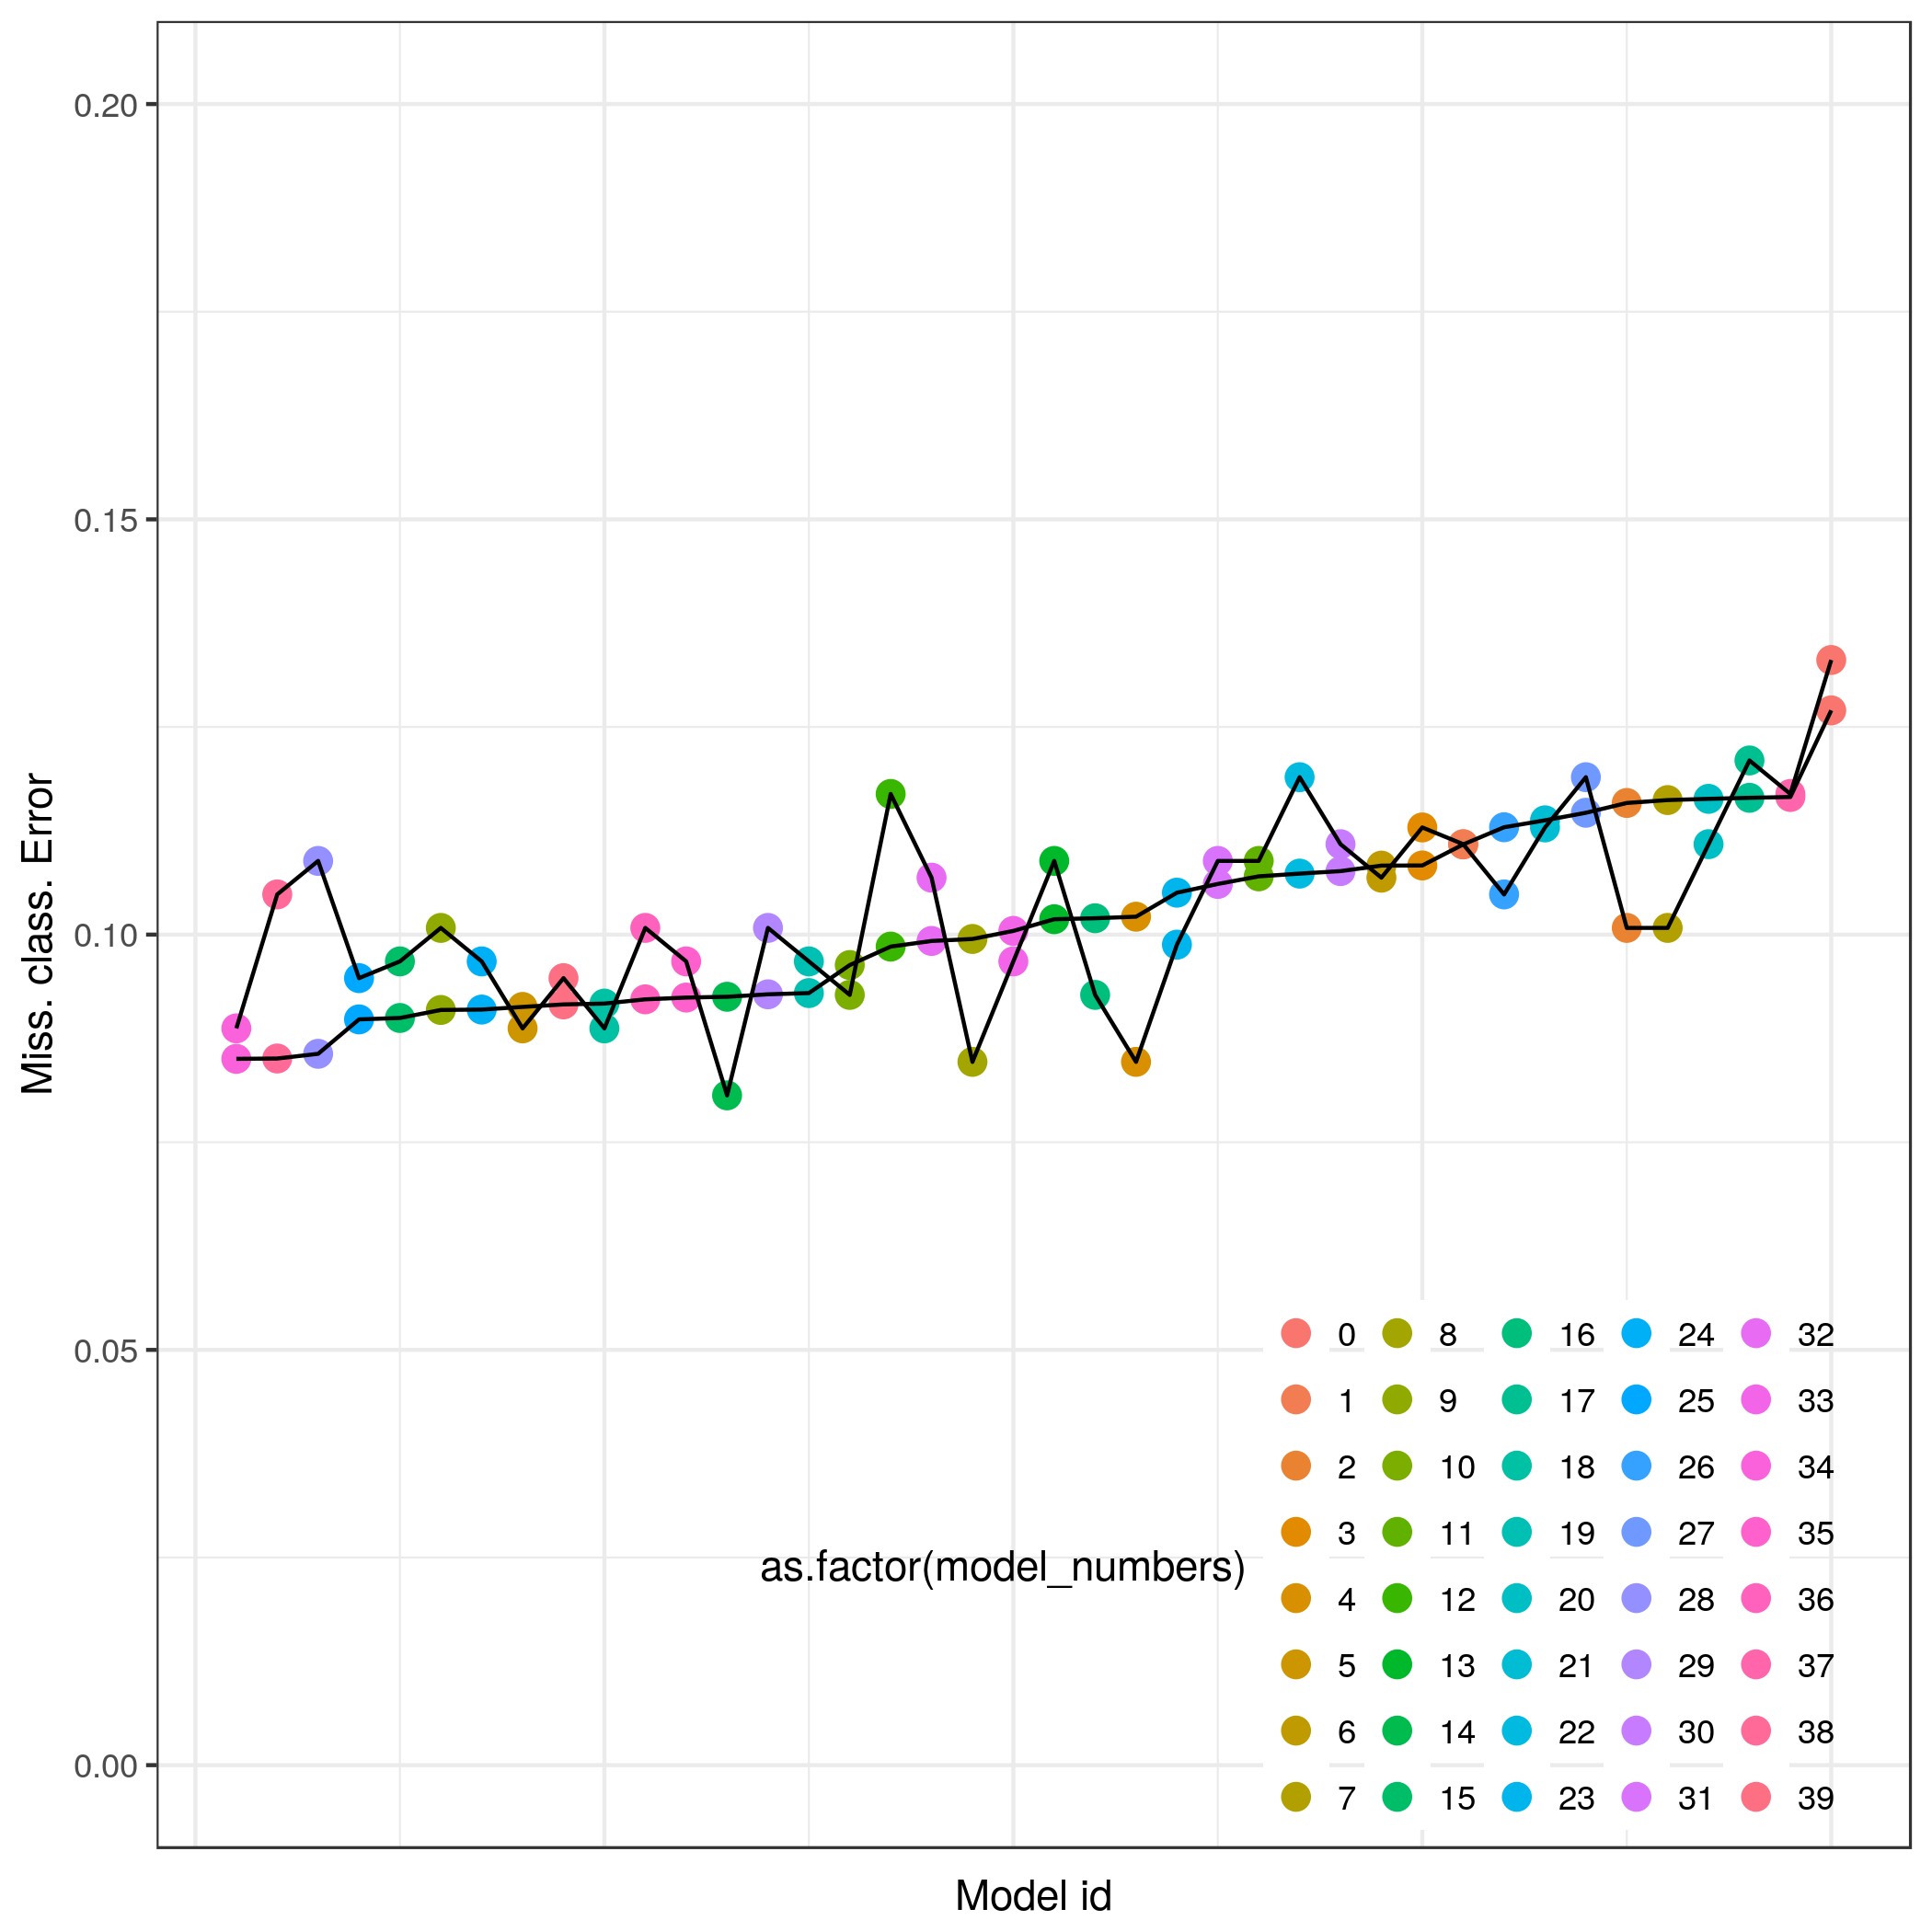 0.20
0.15
0.10
0.05
0.00
Miss. class. Error
Model id
as.factor(model_numbers)
0 8 16 24 32
1 9 17 25 33
2 10 18 26 34
3 11 19 27 35
4 12 20 28 36
5 13 21 29 37
6 14 22 30 38
7 15 23 31 39